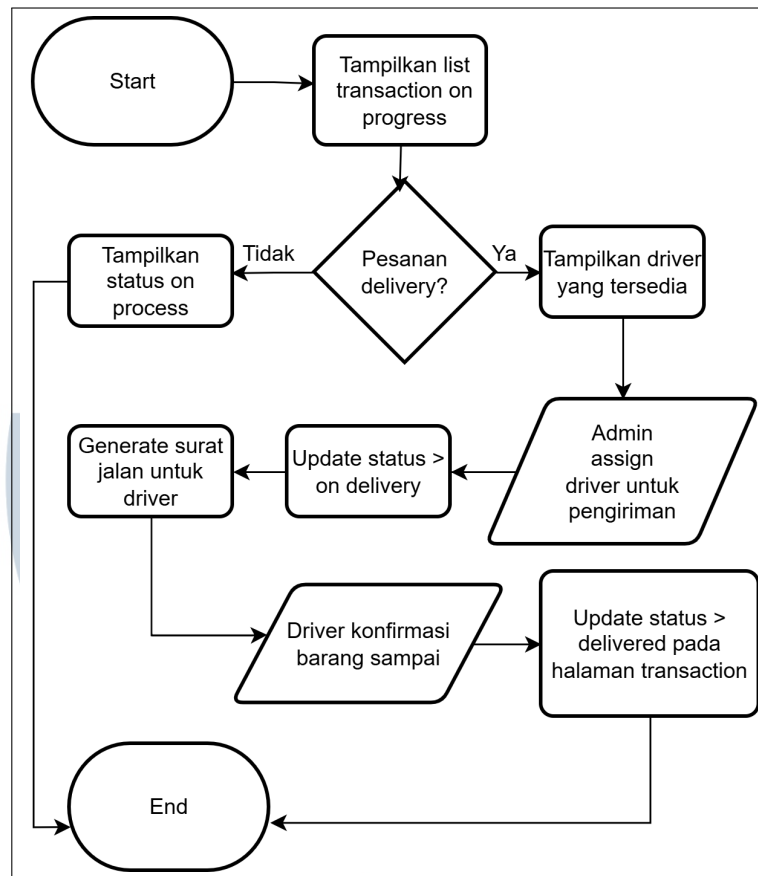 Start
Tampilkan list
transaction on
progress
Pesanan
delivery?
Tidak
Ya
Tampilkan
status on
process
Tampilkan driver
yang tersedia
Admin
assign
driver untuk
pengiriman
Update status >
on delivery
Generate surat
jalan untuk
driver
Driver konfirmasi
barang sampai
Update status >
delivered pada
halaman transaction
End